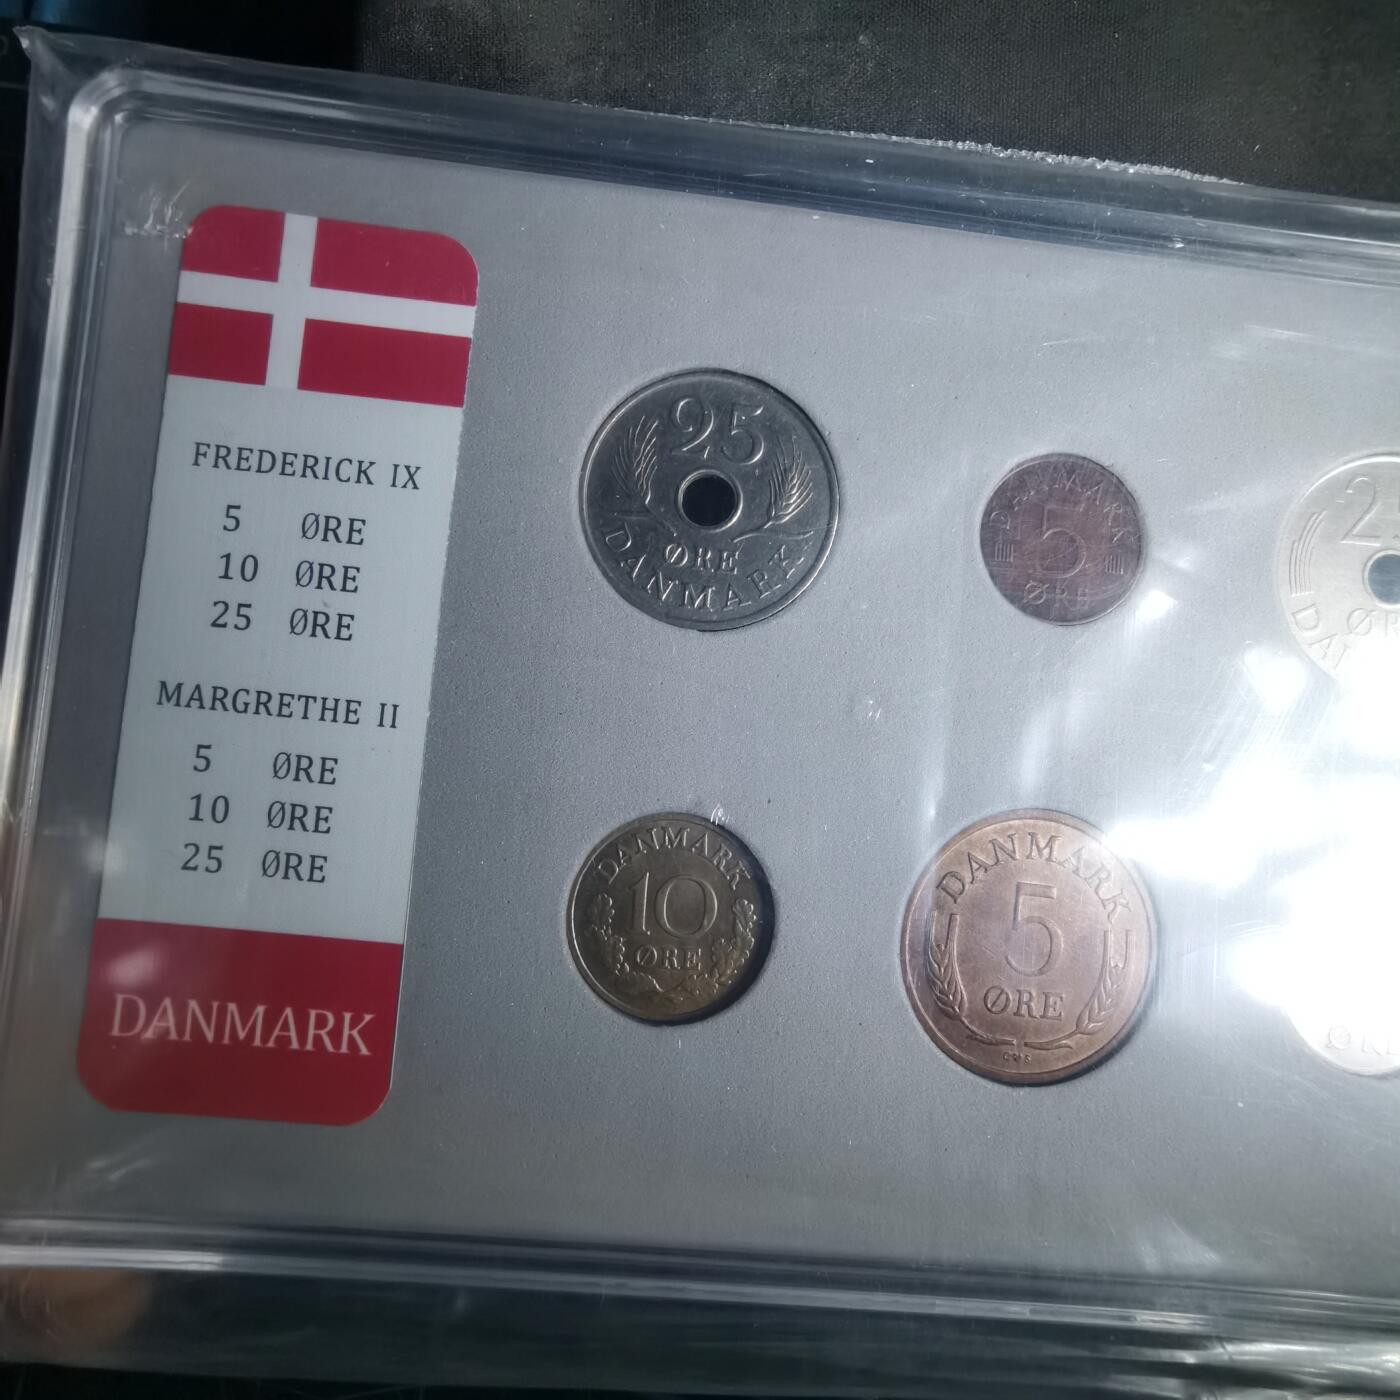 FREDERICK IX
5 ØRE
10 ØRE
25 ØRE
MARGRETHE II
5 ØRE
10 ØRE
25 ØRE
DANMARK
25
ØRE
DANMARK
DANMARK
5
ØRE
DANMARK
10
ØRE
DANMARK
5
ØRE